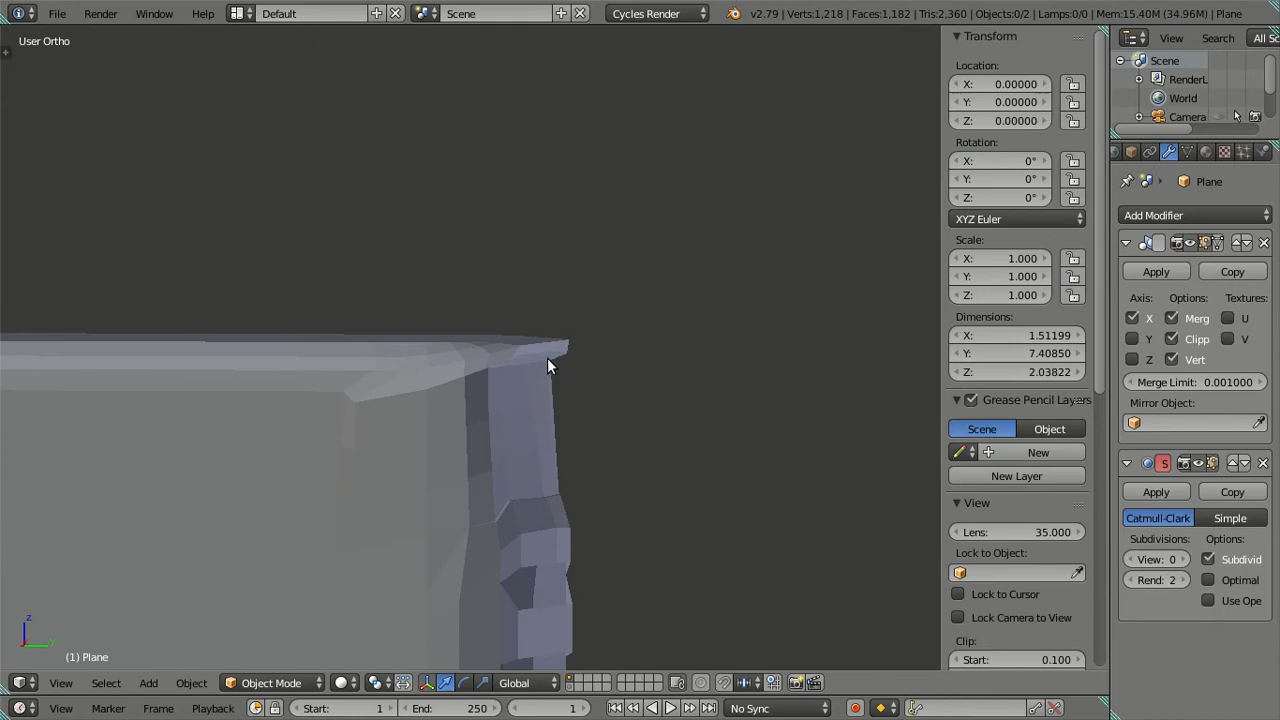 File Render Window Help Default Scene Cycles Render v2.79 | Verts:1,218 | Faces:1,182 | Tris:2,360 | Objects:0/2 | Lamps:0/0 | Mem:15.40M (34.96M) | Plane
User Ortho
Transform
Location:
X: 0.00000
Y: 0.00000
Z: 0.00000
Rotation:
X: 0°
Y: 0°
Z: 0°
XYZ Euler
Scale:
X: 1.000
Y: 1.000
Z: 1.000
Dimensions:
X: 1.51199
Y: 7.40850
Z: 2.03822
Grease Pencil Layers
Scene Object
New
New Layer
View
Lens: 35.000
Lock to Object:
Lock to Cursor
Lock Camera to View
Clip:
Start: 0.100
View Search All Sc
Scene
RenderL
World
Camera
Plane
Add Modifier
Apply Copy
Axis: Options: Textures:
X Merg U
Y Clipp V
Z Vert
Merge Limit: 0.001000
Mirror Object:
S
Apply Copy
Catmull-Clark Simple
Subdivisions: Options:
View: 0 Subdivid
Rend: 2 Optimal
Use Ope
z
y
(1) Plane
View Select Add Object Object Mode Global
View Marker Frame Playback Start: 1 End: 250 1 No Sync